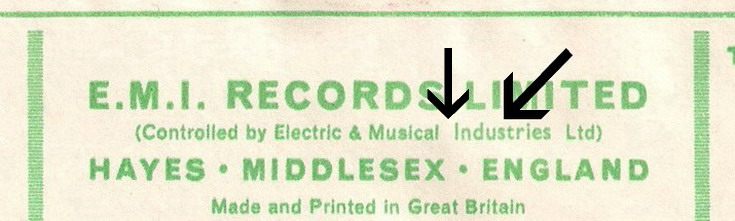 E.M.I. RECORDS LIMITED
(Controlled by Electric & Musical Industries Ltd)
HAYES • MIDDLESEX • ENGLAND
Made and Printed in Great Britain